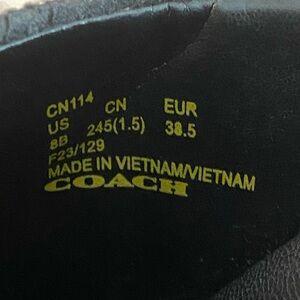 CN114 CN EUR
US 245(1.5) 38.5
8B
F23/129
MADE IN VIETNAM/VIETNAM
COACH